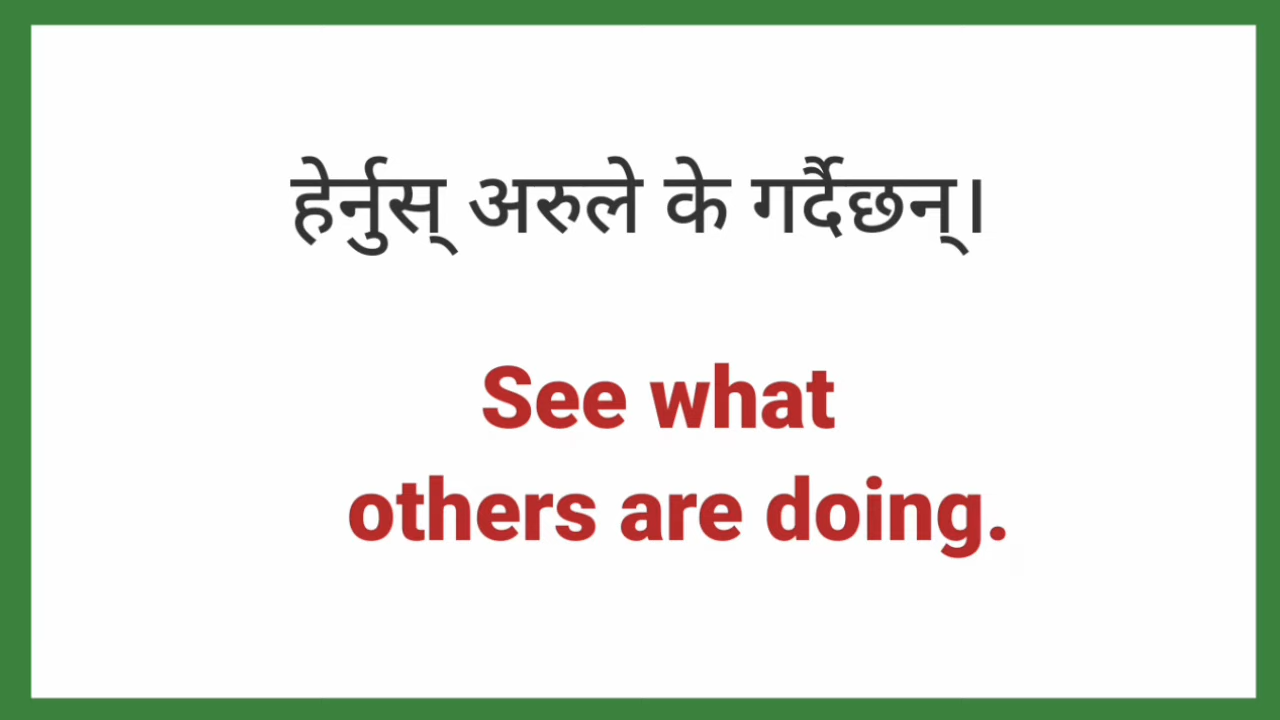 हेर्नुस् अरुले के गर्दैछन्।
See what
others are doing.